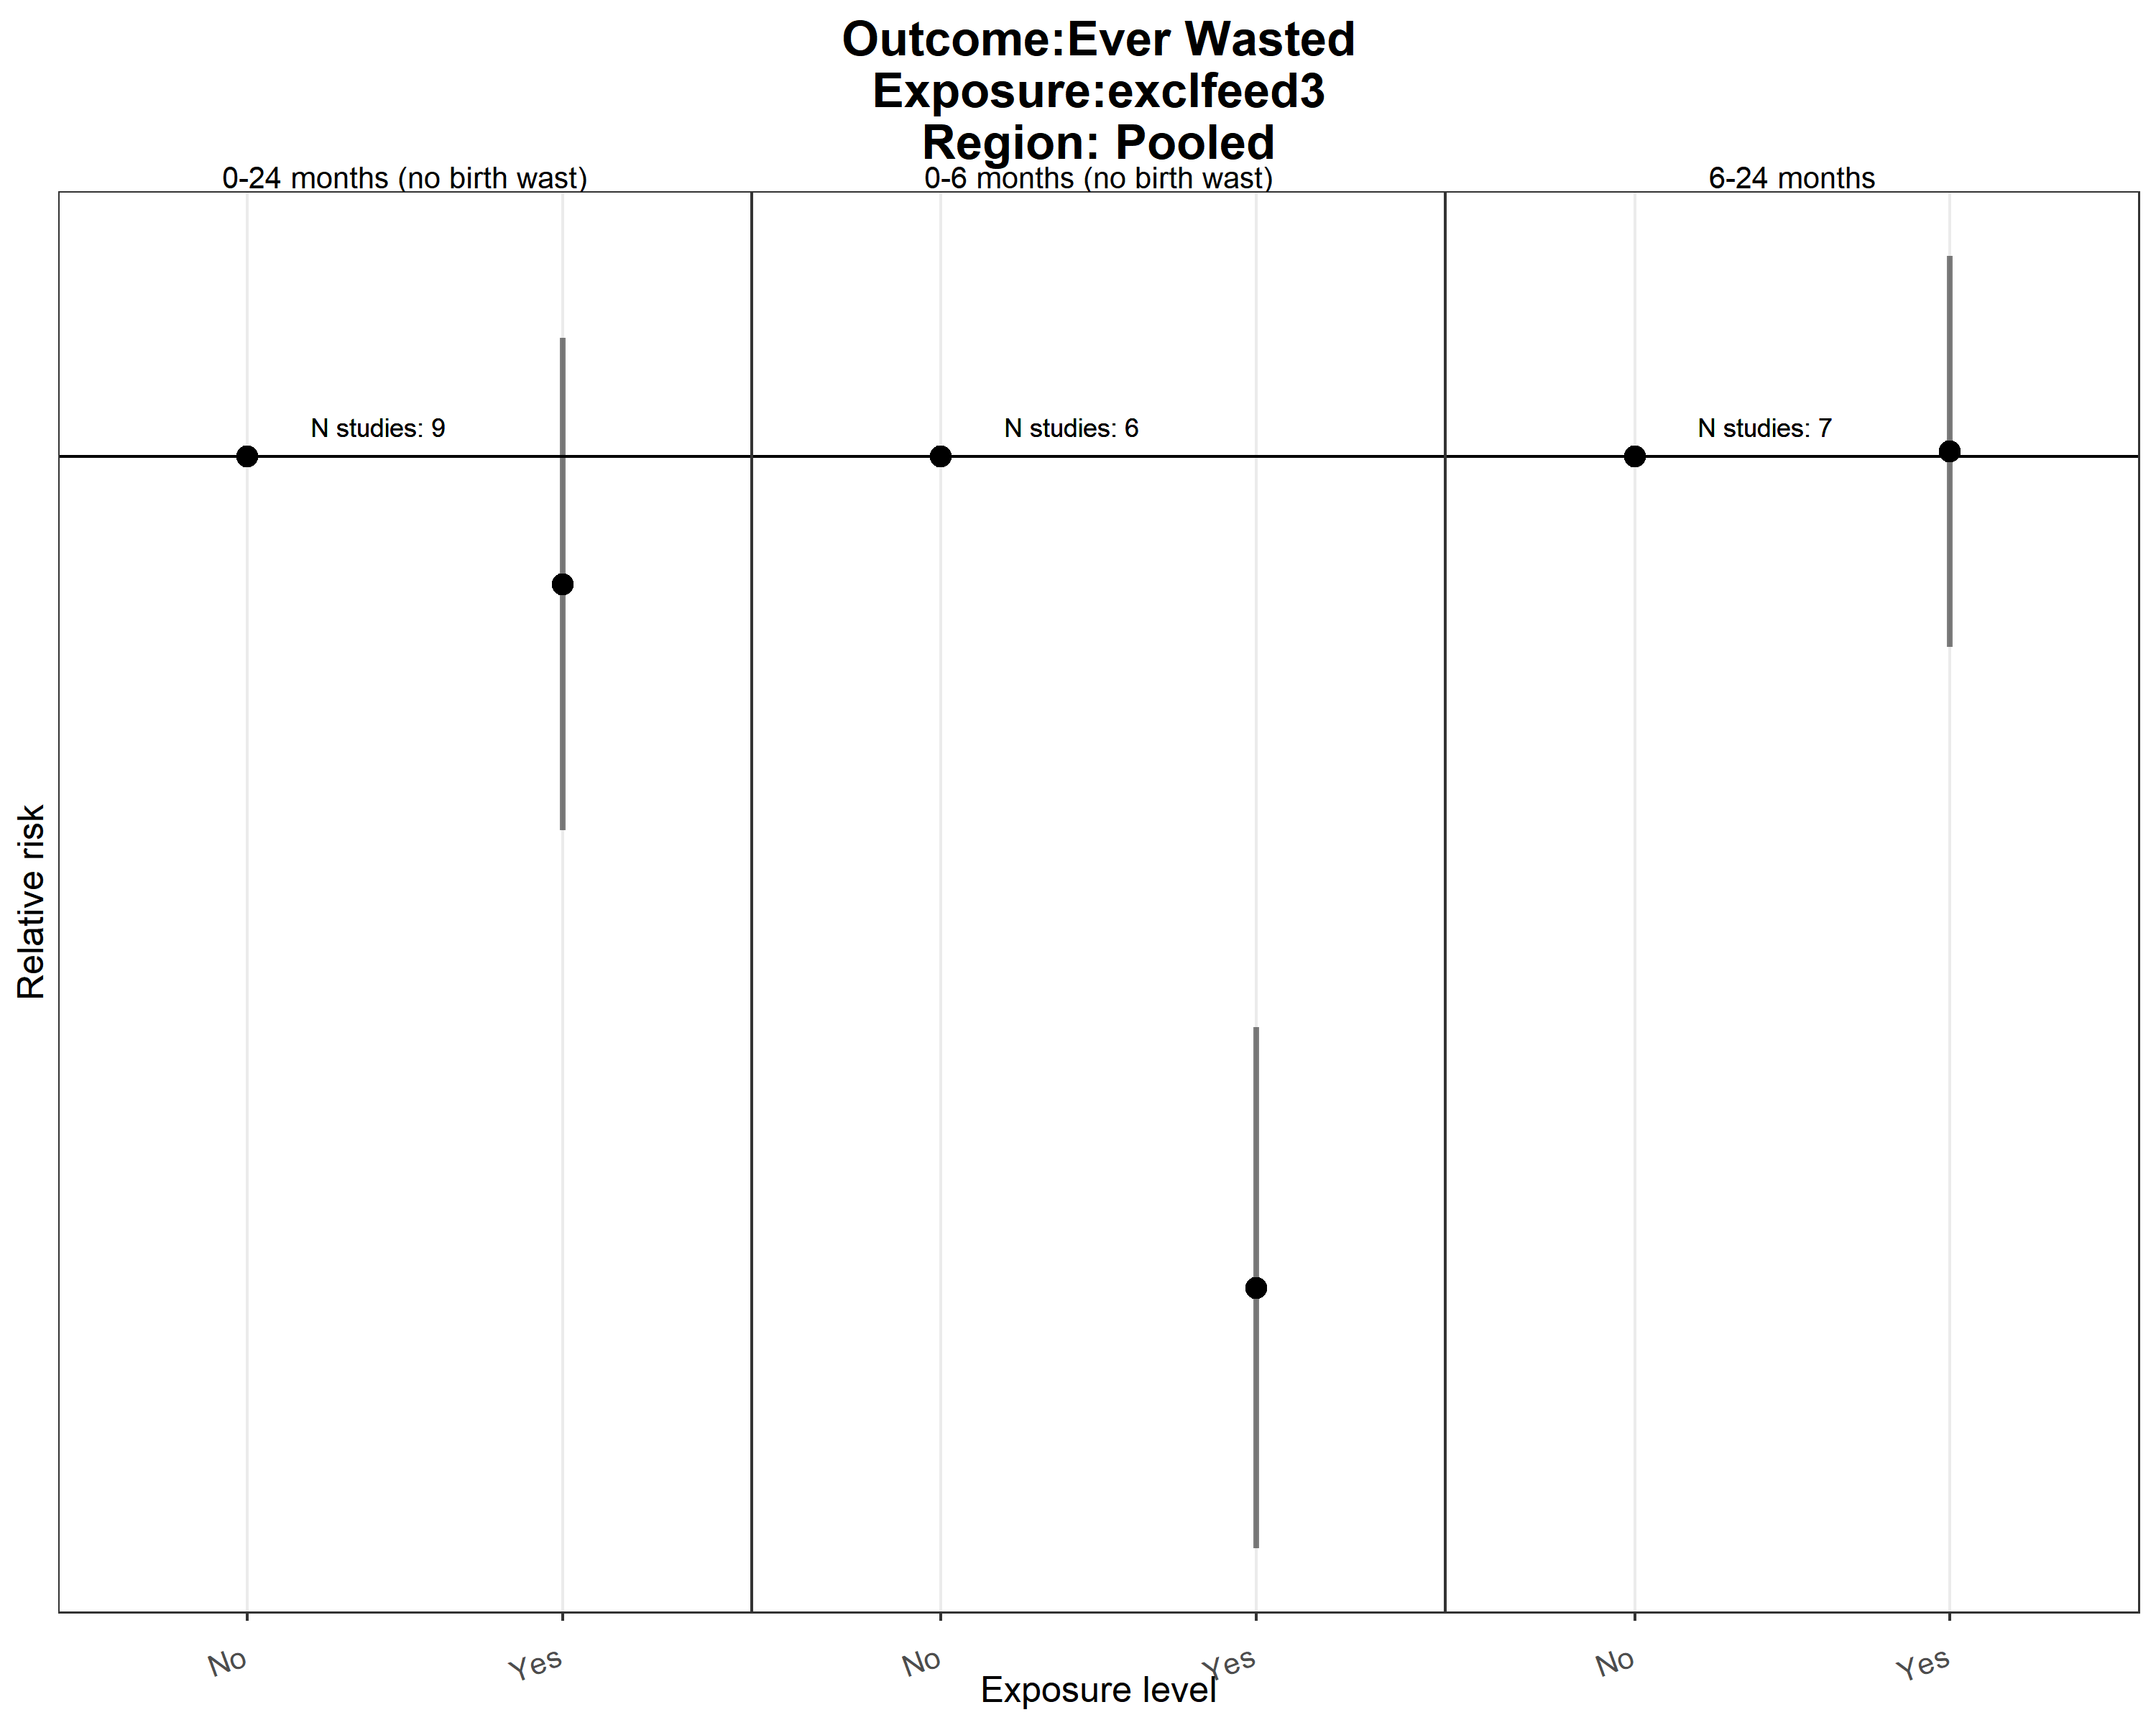 Outcome:Ever Wasted
Exposure:exclfeed3
Region: Pooled
0-24 months (no birth wast)
0-6 months (no birth wast)
6-24 months
N studies: 9
N studies: 6
N studies: 7
Relative risk
No
Yes
No
Yes
No
Yes
Exposure level